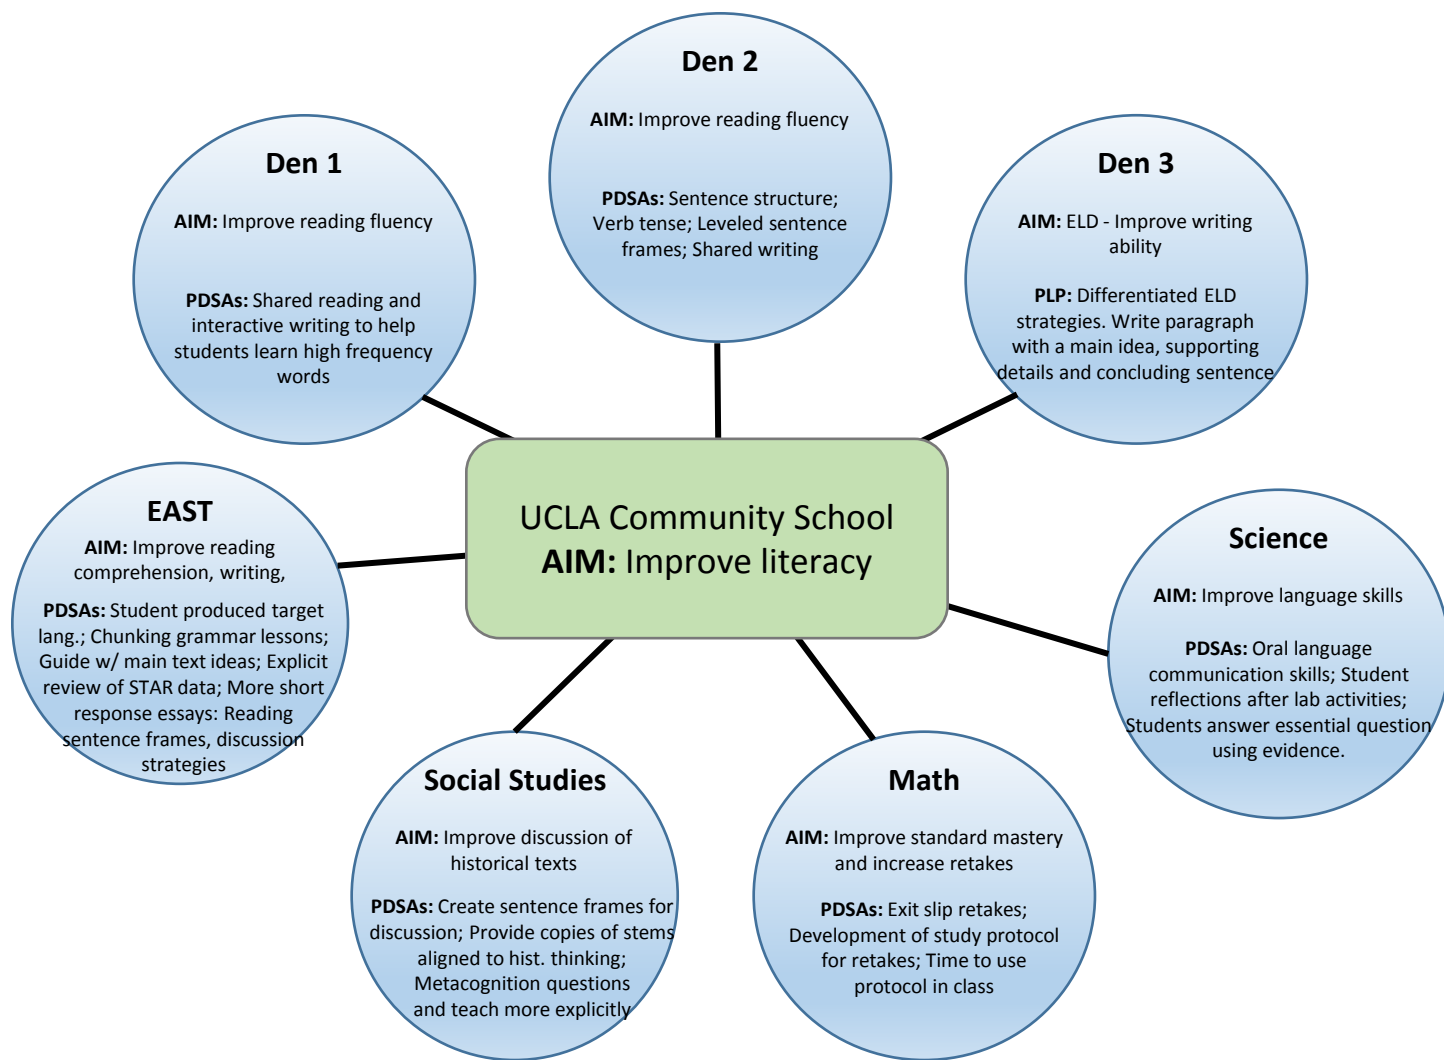 Den 2
AIM: Improve reading fluency
PDSAs: Sentence structure;
Verb tense; Leveled sentence
frames; Shared writing
Den 1
AIM: Improve reading fluency
PDSAs: Shared reading and
interactive writing to help
students learn high frequency
words
Den 3
AIM: ELD - Improve writing
ability
PLP: Differentiated ELD
strategies. Write paragraph
with a main idea, supporting
details and concluding sentence
UCLA Community School
AIM: Improve literacy
EAST
AIM: Improve reading
comprehension, writing,
PDSAs: Student produced target
lang.; Chunking grammar lessons;
Guide w/ main text ideas; Explicit
review of STAR data; More short
response essays: Reading
sentence frames, discussion
strategies
Science
AIM: Improve language skills
PDSAs: Oral language
communication skills; Student
reflections after lab activities;
Students answer essential question
using evidence.
Social Studies
AIM: Improve discussion of
historical texts
PDSAs: Create sentence frames for
discussion; Provide copies of stems
aligned to hist. thinking;
Metacognition questions
and teach more explicitly
Math
AIM: Improve standard mastery
and increase retakes
PDSAs: Exit slip retakes;
Development of study protocol
for retakes; Time to use
protocol in class